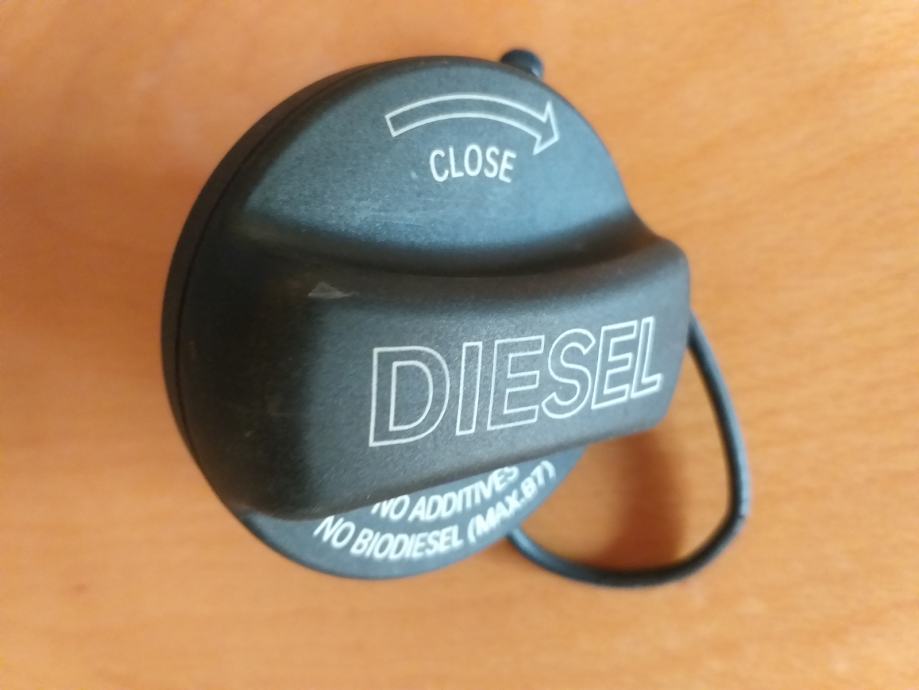 CLOSE
DIESEL
NO ADDITIVES
NO BIODIESEL (MAX.B7)